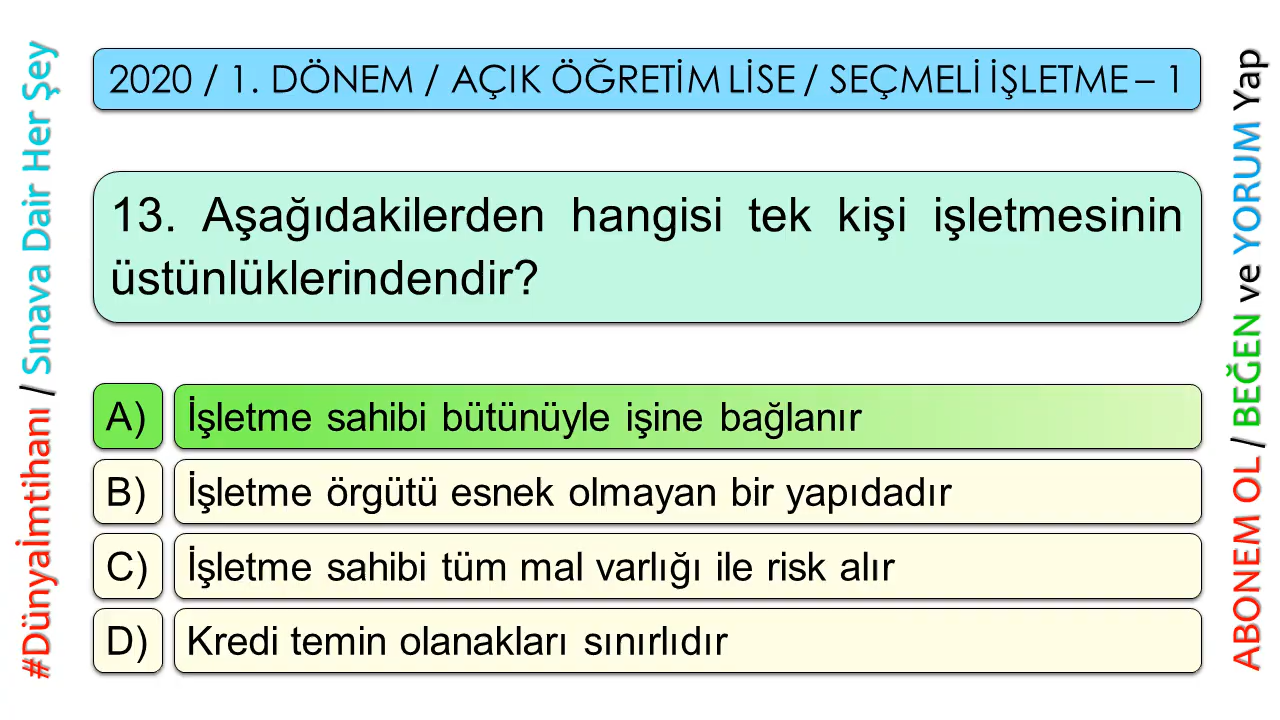 2020 / 1. DÖNEM / AÇIK ÖĞRETİM LİSE / SEÇMELİ İŞLETME – 1
13. Aşağıdakilerden hangisi tek kişi işletmesinin
üstünlüklerindendir?
A) İşletme sahibi bütünüyle işine bağlanır
B) İşletme örgütü esnek olmayan bir yapıdadır
C) İşletme sahibi tüm mal varlığı ile risk alır
D) Kredi temin olanakları sınırlıdır
#Dünyaİmtihanı / Sınava Dair Her Şey
ABONEM OL / BEĞEN ve YORUM Yap